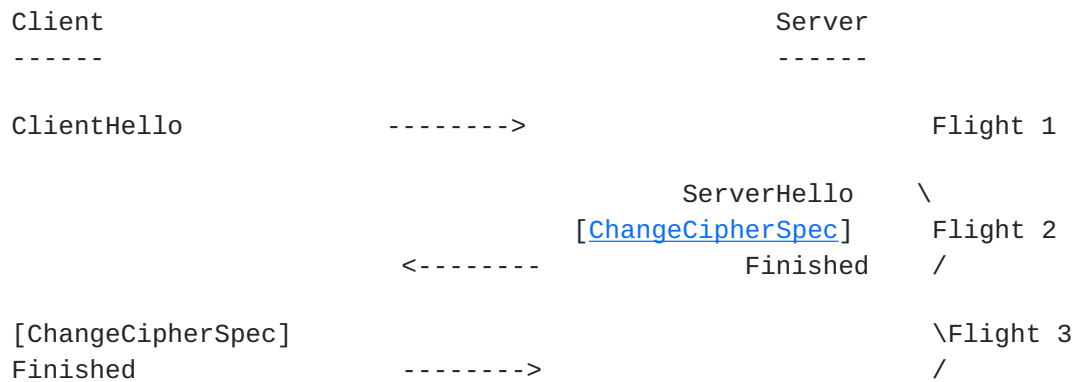 Client                                            Server
------                                            ------
ClientHello             -------->                           Flight 1
                                            ServerHello    \
                                     [ChangeCipherSpec]     Flight 2
                         <--------             Finished    /
[ChangeCipherSpec]                                          \Flight 3
Finished                 -------->                          /